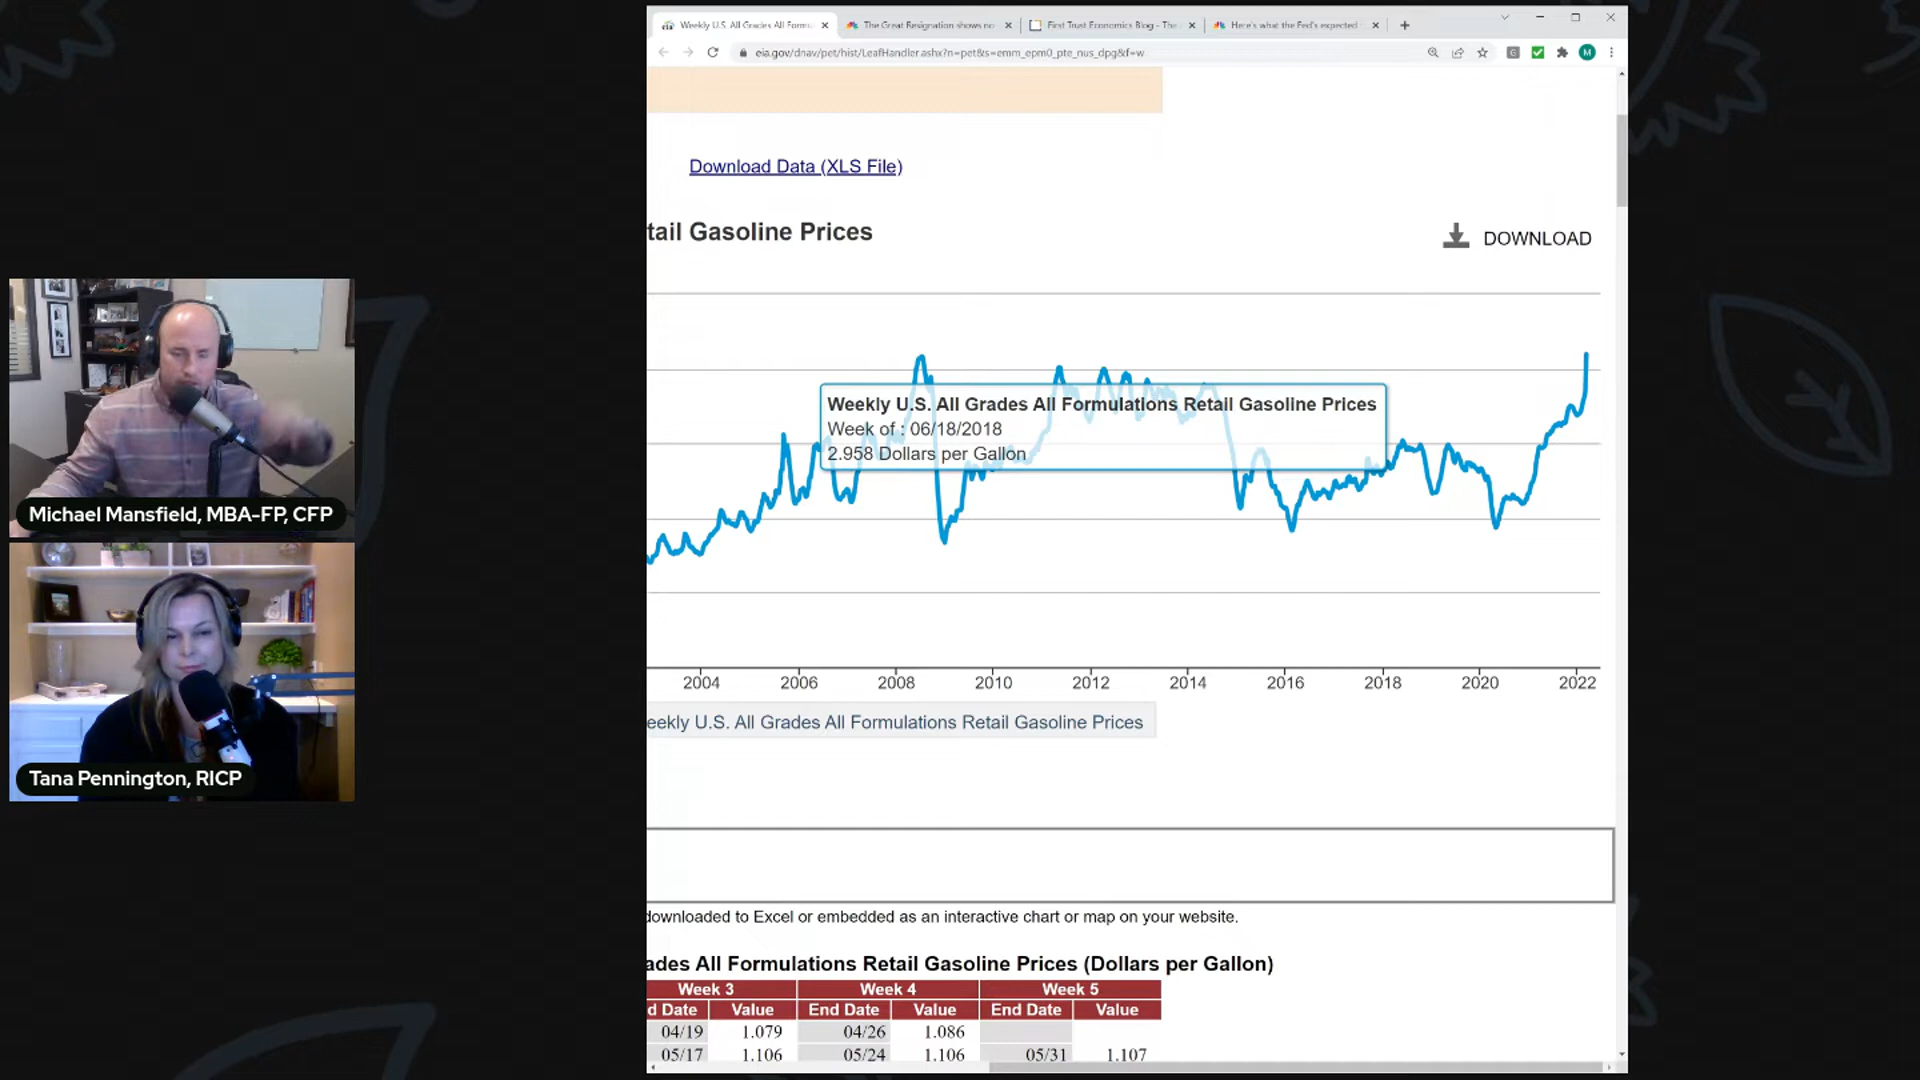 Weekly U.S. All Grades All Formu
The Great Resignation shows no
First Trust Economics Blog - The
Here's what the Fed's expected
eia.gov/dnav/pet/hist/LeafHandler.ashx?n=pet&s=emm_epm0_pte_nus_dpg&f=w
M
Download Data (XLS File)
tail Gasoline Prices
DOWNLOAD
Weekly U.S. All Grades All Formulations Retail Gasoline Prices
Week of : 06/18/2018
2.958 Dollars per Gallon
2004 2006 2008 2010 2012 2014 2016 2018 2020 2022
eekly U.S. All Grades All Formulations Retail Gasoline Prices
downloaded to Excel or embedded as an interactive chart or map on your website.
ades All Formulations Retail Gasoline Prices (Dollars per Gallon)
Week 3 Week 4 Week 5
d Date Value End Date Value End Date Value
04/19 1.079 04/26 1.086
05/17 1.106 05/24 1.106 05/31 1.107
Michael Mansfield, MBA-FP, CFP
Tana Pennington, RICP